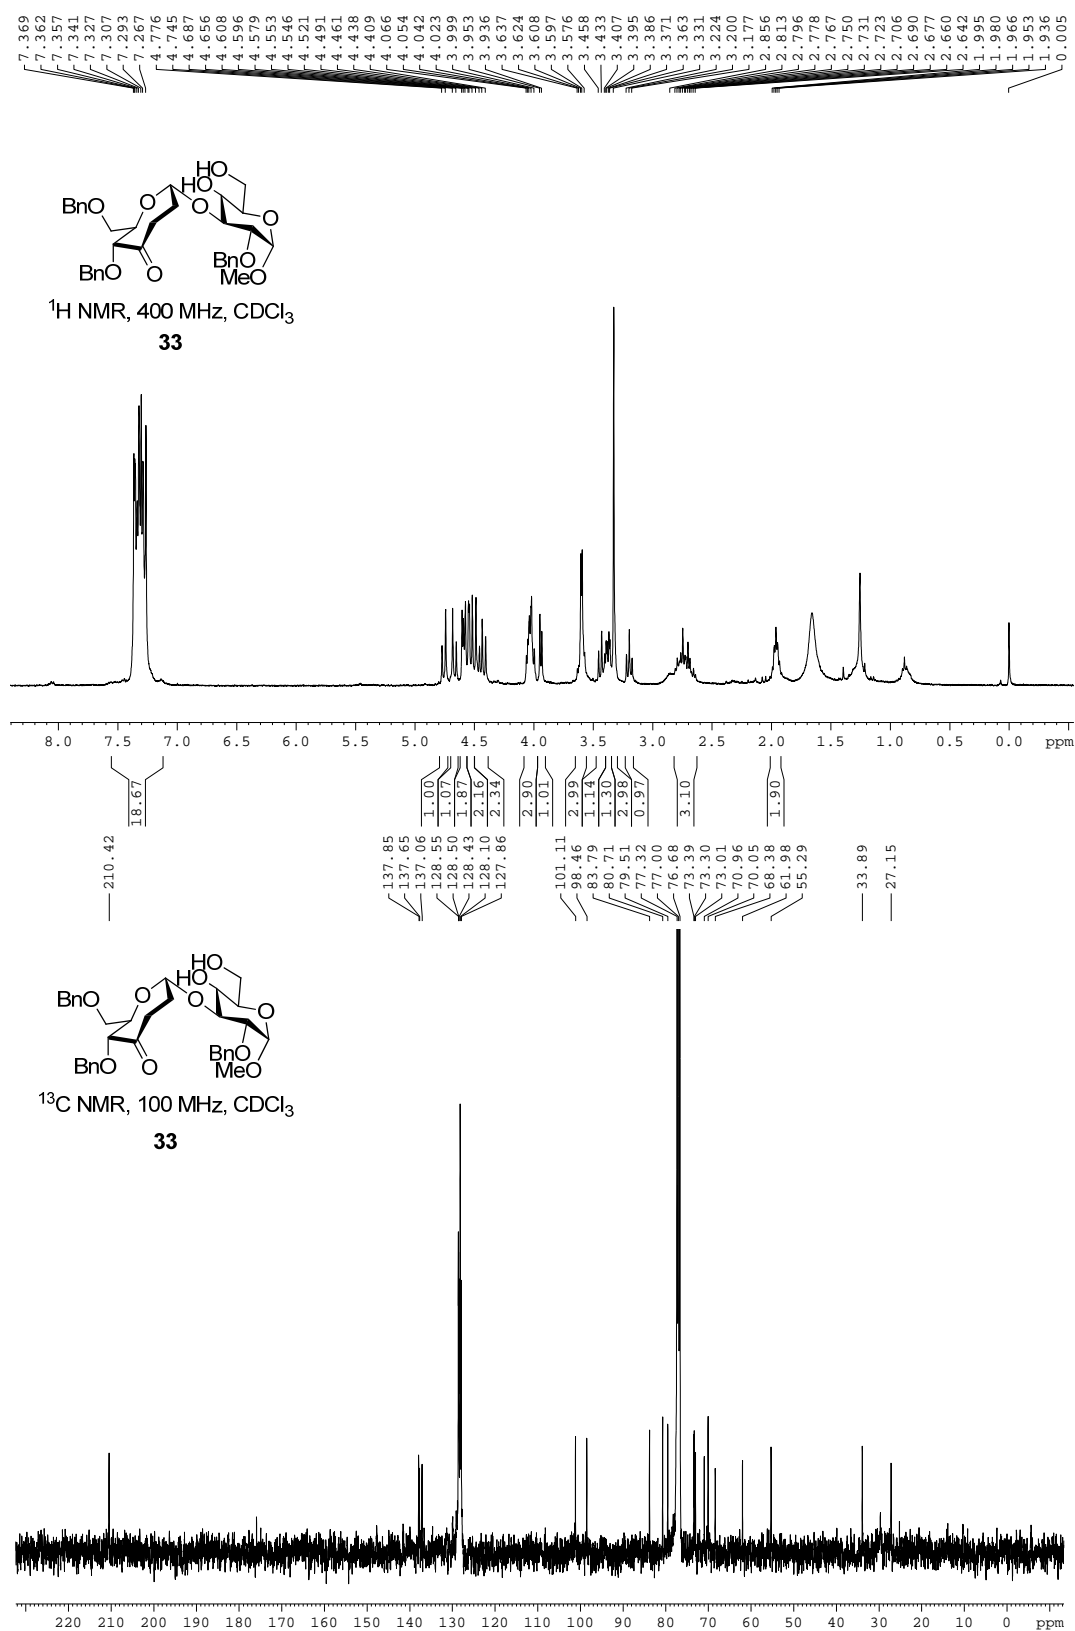 7.369 7.362 7.357 7.341 7.327 7.307 7.293 7.267 4.776 4.745 4.687 4.656 4.608 4.596 4.579 4.553 4.546 4.521 4.491 4.461 4.438 4.409 4.066 4.054 4.042 4.023 3.999 3.953 3.936 3.637 3.624 3.608 3.597 3.576 3.458 3.433 3.407 3.395 3.386 3.371 3.363 3.331 3.224 3.200 3.177 2.856 2.813 2.796 2.778 2.767 2.750 2.731 2.723 2.706 2.690 2.677 2.660 2.642 1.995 1.980 1.966 1.953 1.936 0.005
HO
HO
BnO O O O
BnO O BnO
MeO
¹H NMR, 400 MHz, CDCl₃
33
8.0 7.5 7.0 6.5 6.0 5.5 5.0 4.5 4.0 3.5 3.0 2.5 2.0 1.5 1.0 0.5 0.0 ppm
18.67 1.00 1.07 1.87 2.16 2.34 2.90 1.01 2.99 1.14 1.30 2.98 0.97 3.10 1.90
210.42 137.85 137.65 137.06 128.55 128.50 128.43 128.10 127.86 101.11 98.46 83.79 80.71 79.51 77.32 77.00 76.68 73.39 73.30 73.01 70.96 70.05 68.38 61.98 55.29 33.89 27.15
HO
HO
BnO O O O
BnO O BnO
MeO
¹³C NMR, 100 MHz, CDCl₃
33
220 210 200 190 180 170 160 150 140 130 120 110 100 90 80 70 60 50 40 30 20 10 0 ppm